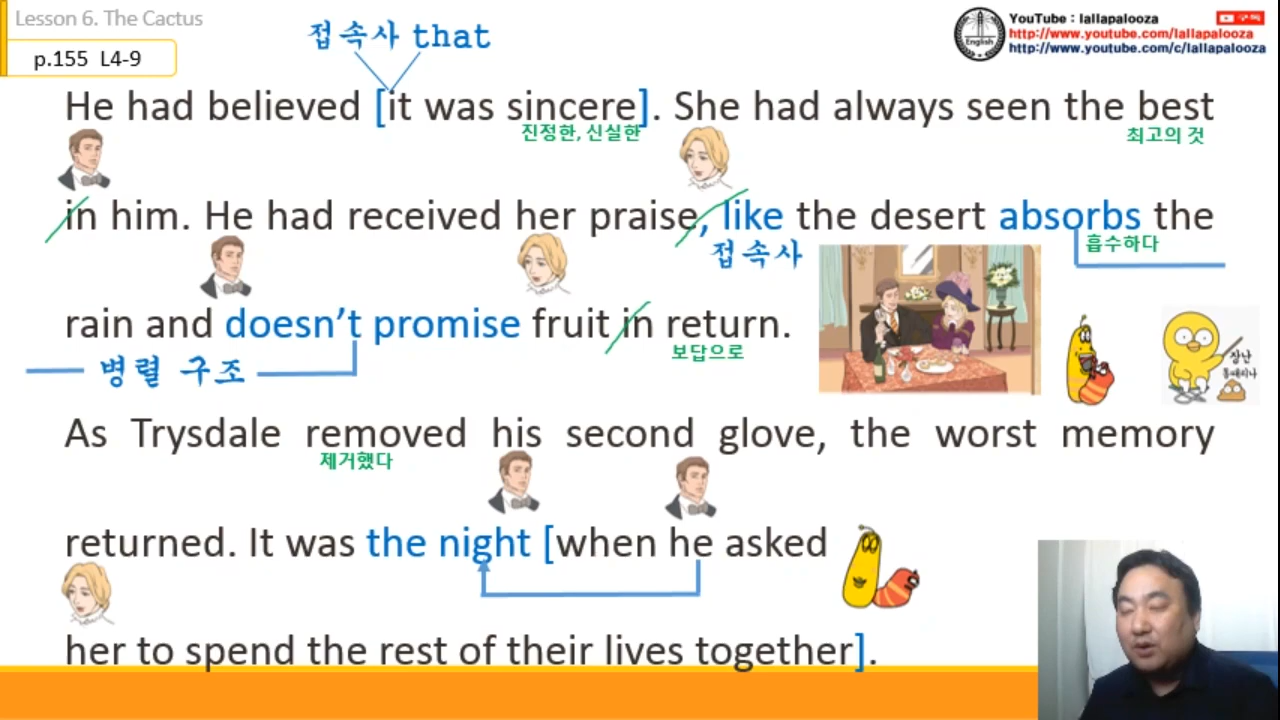 Lesson 6. The Cactus
p.155 L4-9
접속사 that
YouTube : lallapalooza
구독
http://www.youtube.com/lallapalooza
http://www.youtube.com/c/lallapalooza
English
He had believed [it was sincere]. She had always seen the best
진정한, 신실한
최고의 것
in him. He had received her praise, like the desert absorbs the
접속사
흡수하다
rain and doesn't promise fruit in return.
병렬 구조
보답으로
장난
As Trysdale removed his second glove, the worst memory
제거했다
returned. It was the night [when he asked
her to spend the rest of their lives together].